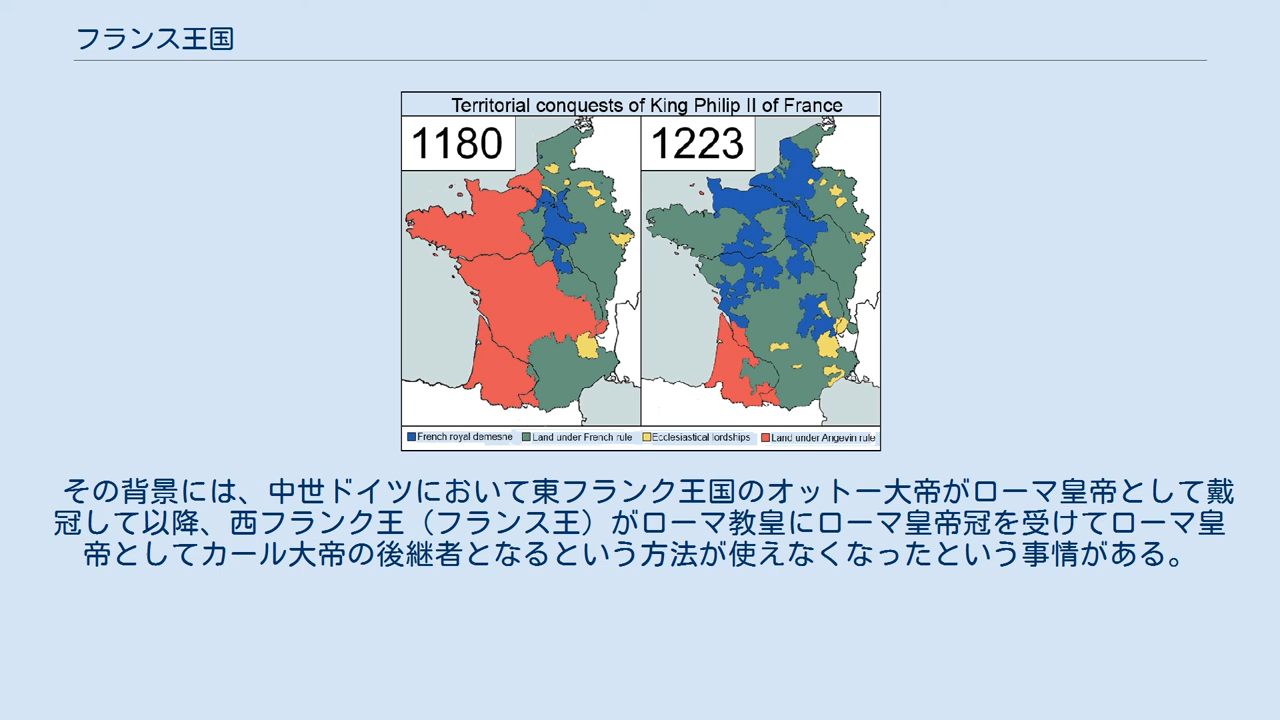 フランス王国
Territorial conquests of King Philip II of France
1180
1223
French royal demesne
Land under French rule
Ecclesiastical lordships
Land under Angevin rule
その背景には、中世ドイツにおいて東フランク王国のオットー大帝がローマ皇帝として戴
冠して以降、西フランク王（フランス王）がローマ教皇にローマ皇帝冠を受けてローマ皇
帝としてカール大帝の後継者となるという方法が使えなくなったという事情がある。